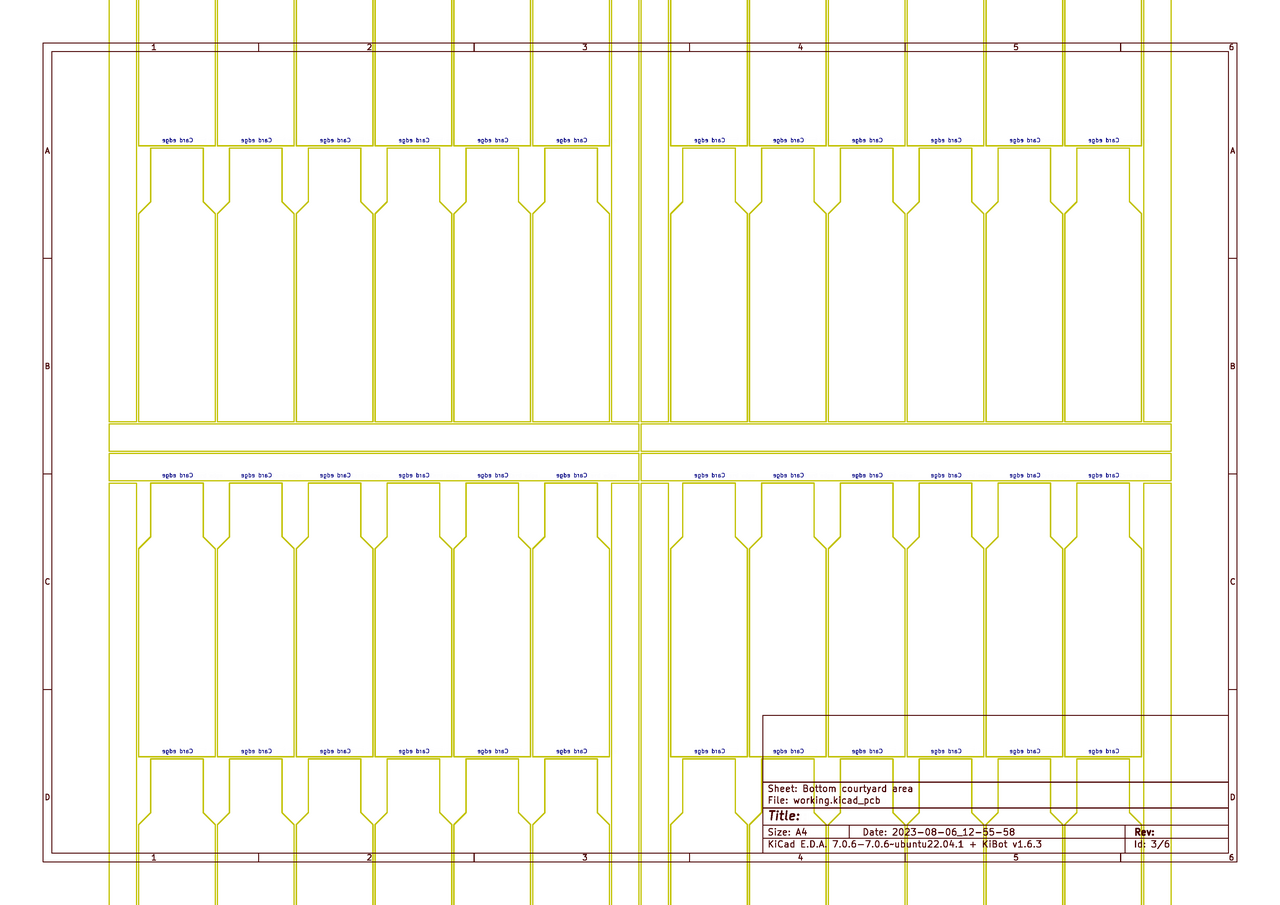 1 2 3 4 5 6
Card edge Card edge Card edge Card edge Card edge Card edge Card edge Card edge Card edge Card edge Card edge Card edge
A A
B B
Card edge Card edge Card edge Card edge Card edge Card edge Card edge Card edge Card edge Card edge Card edge Card edge
C C
Card edge Card edge Card edge Card edge Card edge Card edge Card edge Card edge Card edge Card edge Card edge Card edge
D D
Sheet: Bottom courtyard area
File: working.kicad_pcb
Title:
Size: A4 Date: 2023-08-06_12-55-58 Rev:
KiCad E.D.A. 7.0.6-7.0.6~ubuntu22.04.1 + KiBot v1.6.3 Id: 3/6
1 2 3 4 5 6